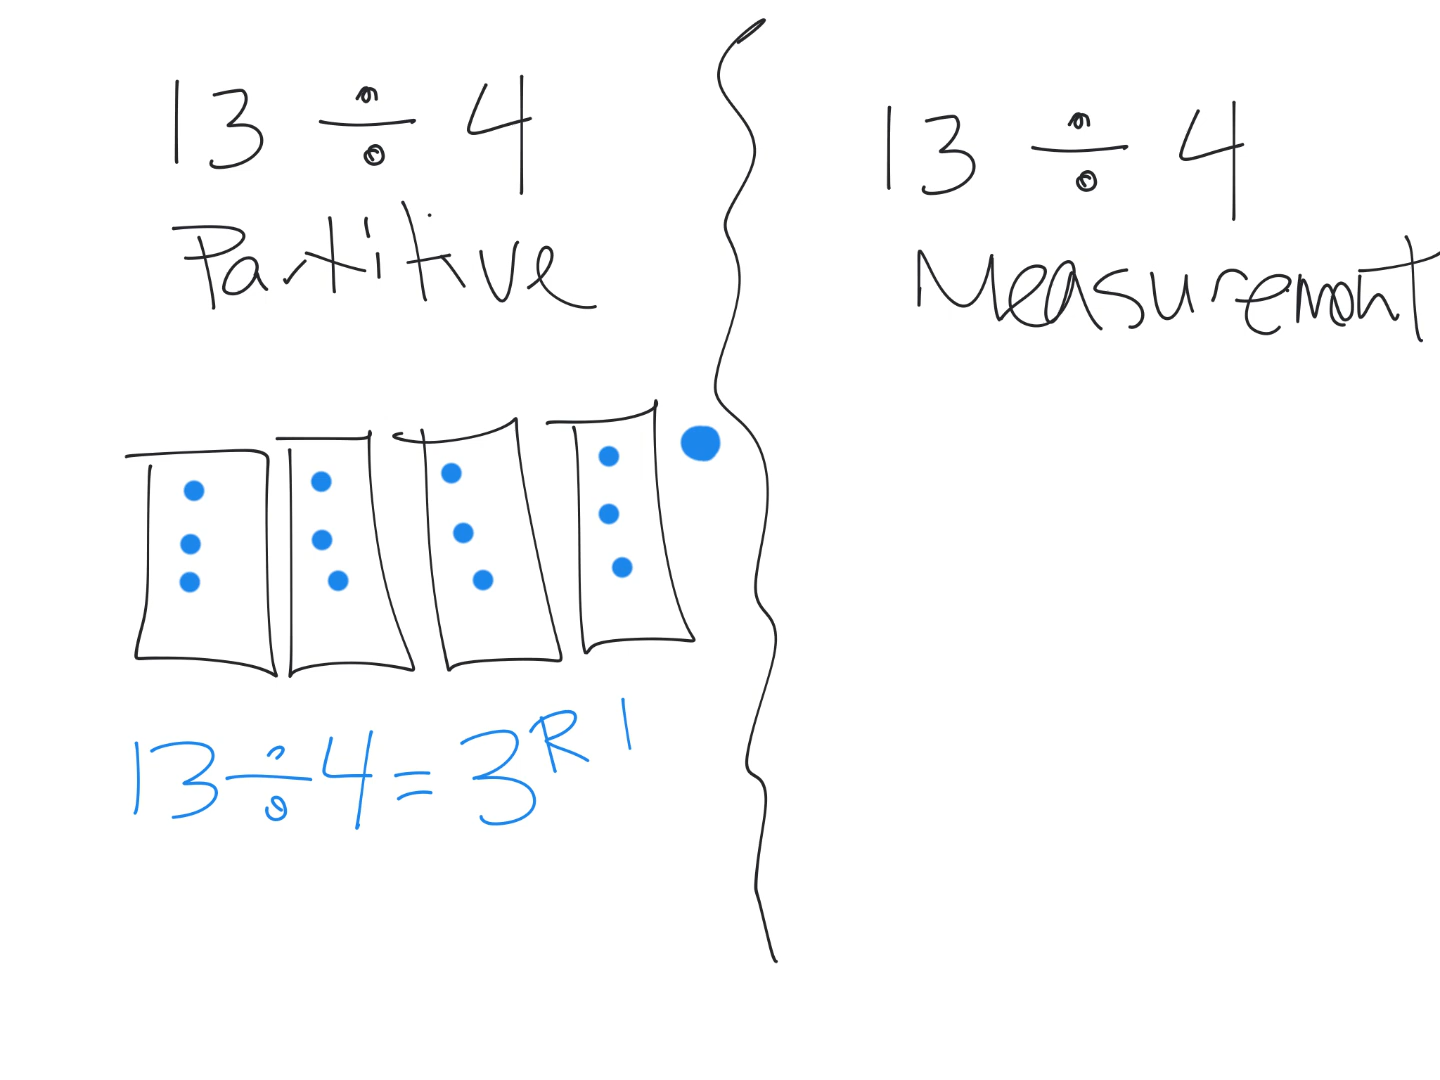 13 ÷ 4
Partitive
13 ÷ 4 = 3 R 1
13 ÷ 4
Measurement